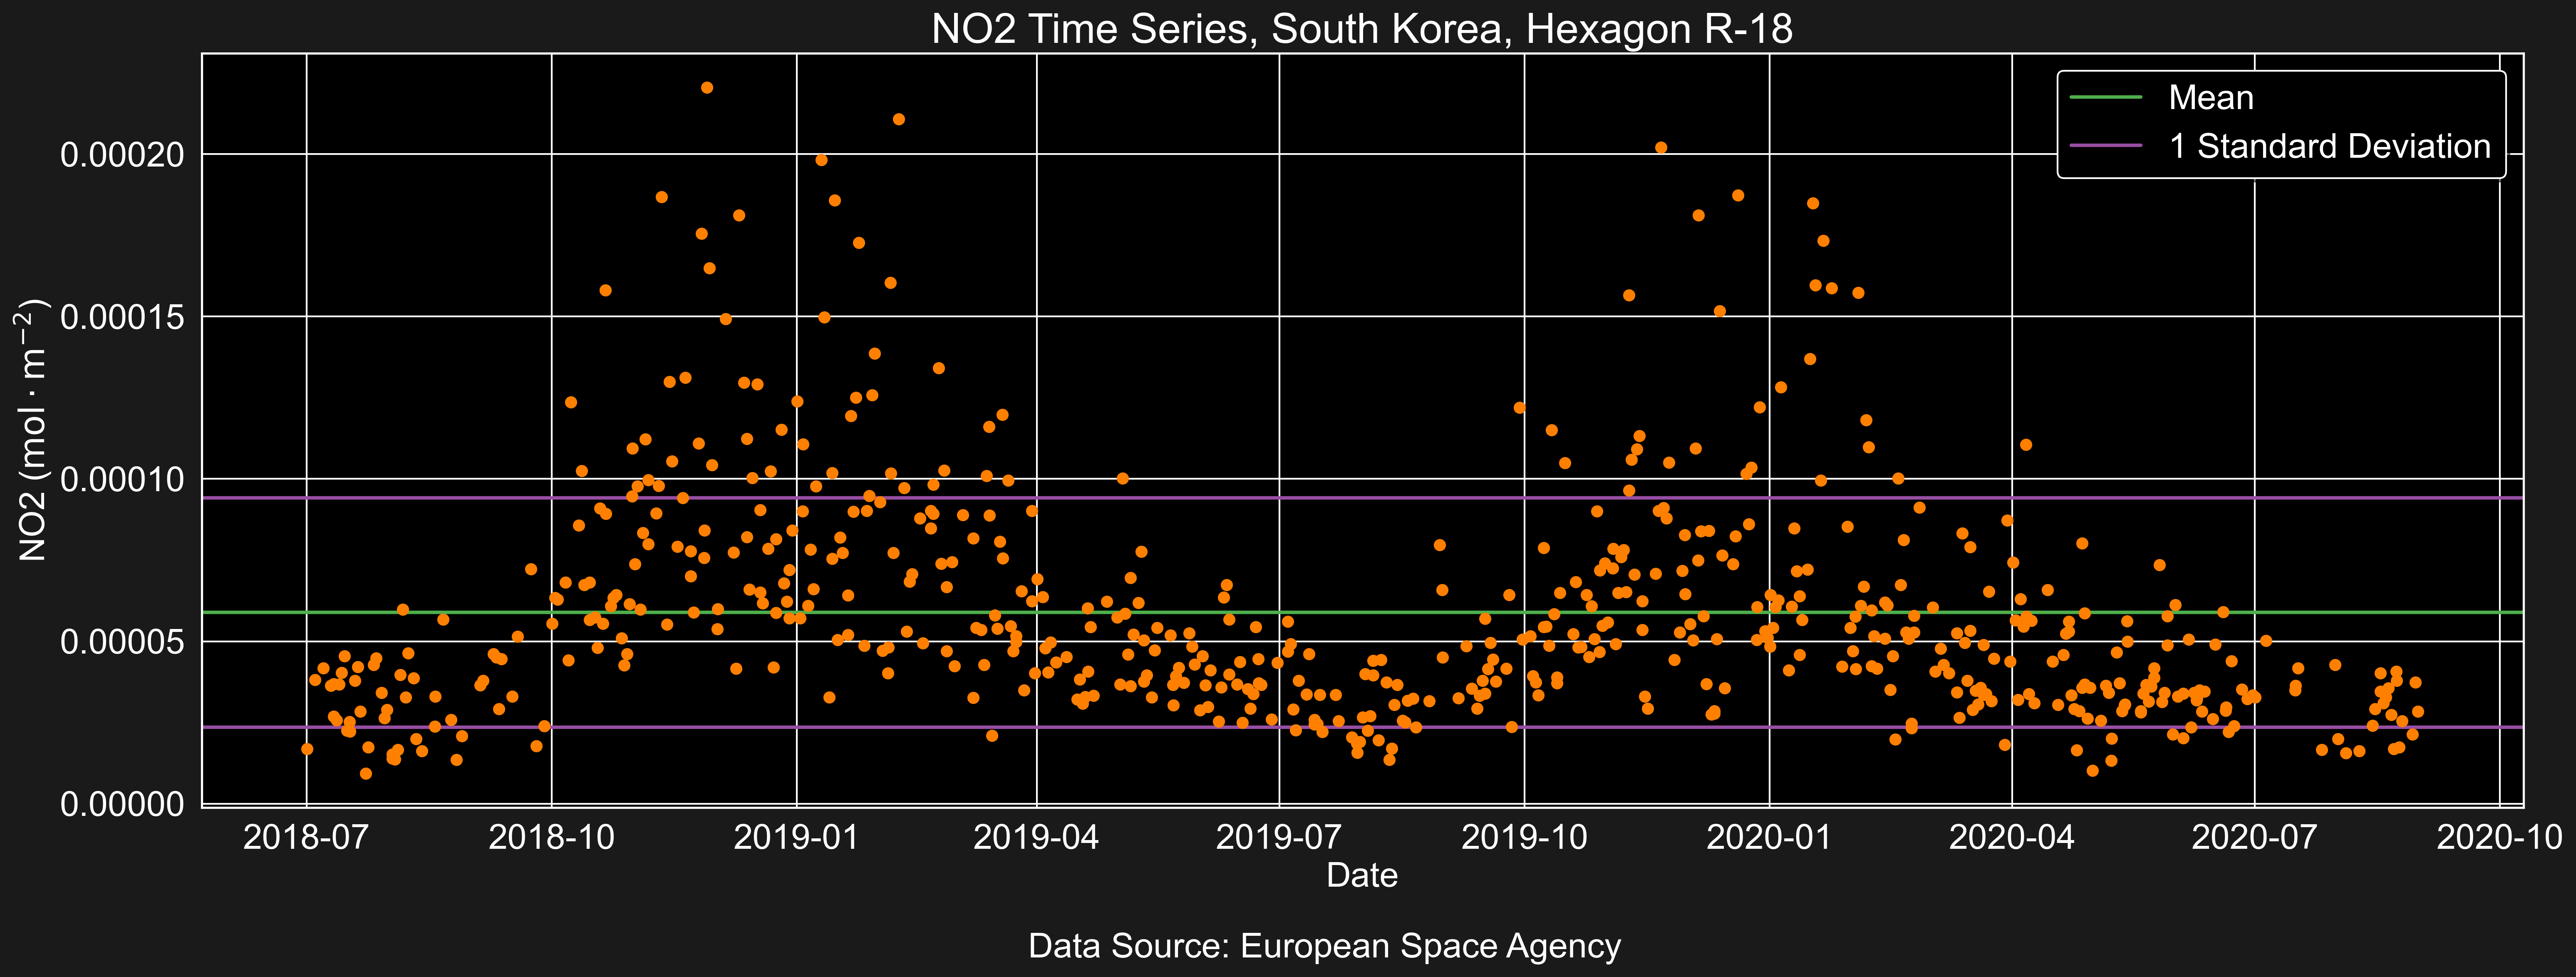 NO2 Time Series, South Korea, Hexagon R-18
Mean
1 Standard Deviation
0.00020
0.00015
0.00010
0.00005
0.00000
NO2 (mol · m⁻²)
2018-07 2018-10 2019-01 2019-04 2019-07 2019-10 2020-01 2020-04 2020-07 2020-10
Date
Data Source: European Space Agency